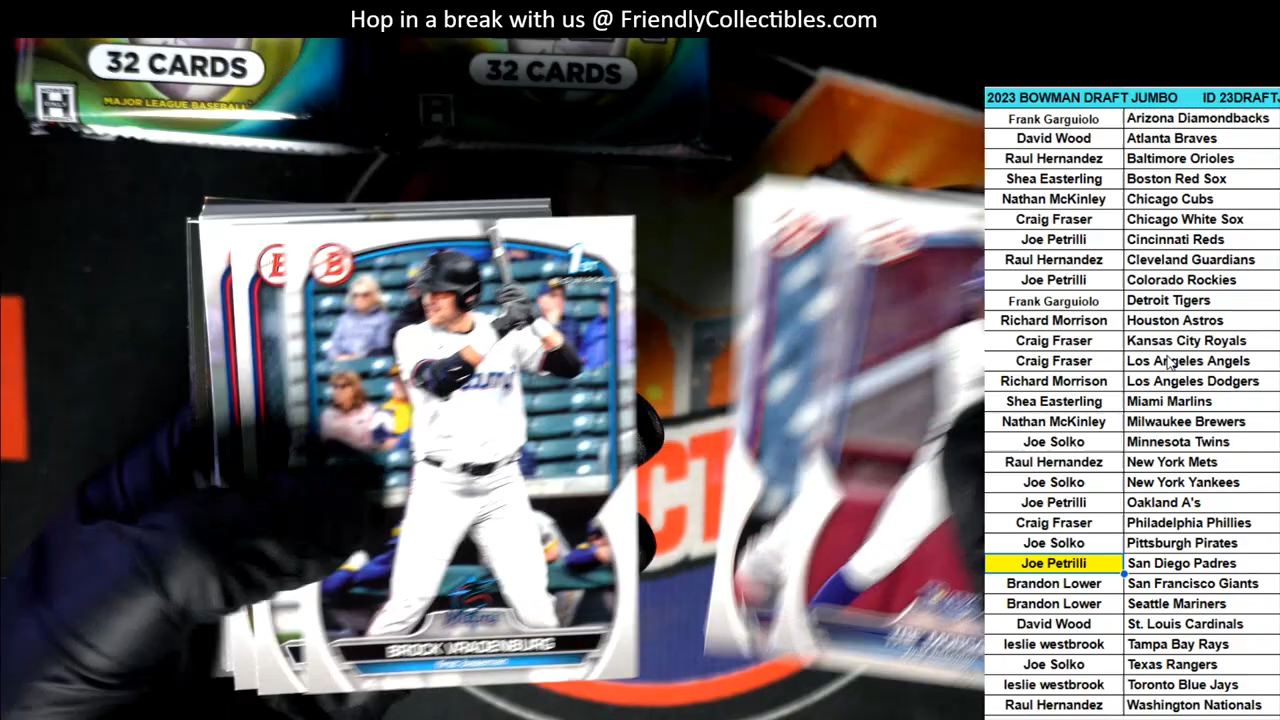 Hop in a break with us @ FriendlyCollectibles.com
32 CARDS
MAJOR LEAGUE BASEBALL
32 CARDS
H
B
B
1ST
BROCK VRADENBURG
2023 BOWMAN DRAFT JUMBO ID 23DRAFT
Frank Garguiolo Arizona Diamondbacks
David Wood Atlanta Braves
Raul Hernandez Baltimore Orioles
Shea Easterling Boston Red Sox
Nathan McKinley Chicago Cubs
Craig Fraser Chicago White Sox
Joe Petrilli Cincinnati Reds
Raul Hernandez Cleveland Guardians
Joe Petrilli Colorado Rockies
Frank Garguiolo Detroit Tigers
Richard Morrison Houston Astros
Craig Fraser Kansas City Royals
Craig Fraser Los Angeles Angels
Richard Morrison Los Angeles Dodgers
Shea Easterling Miami Marlins
Nathan McKinley Milwaukee Brewers
Joe Solko Minnesota Twins
Raul Hernandez New York Mets
Joe Solko New York Yankees
Joe Petrilli Oakland A's
Craig Fraser Philadelphia Phillies
Joe Solko Pittsburgh Pirates
Joe Petrilli San Diego Padres
Brandon Lower San Francisco Giants
Brandon Lower Seattle Mariners
David Wood St. Louis Cardinals
leslie westbrook Tampa Bay Rays
Joe Solko Texas Rangers
leslie westbrook Toronto Blue Jays
Raul Hernandez Washington Nationals